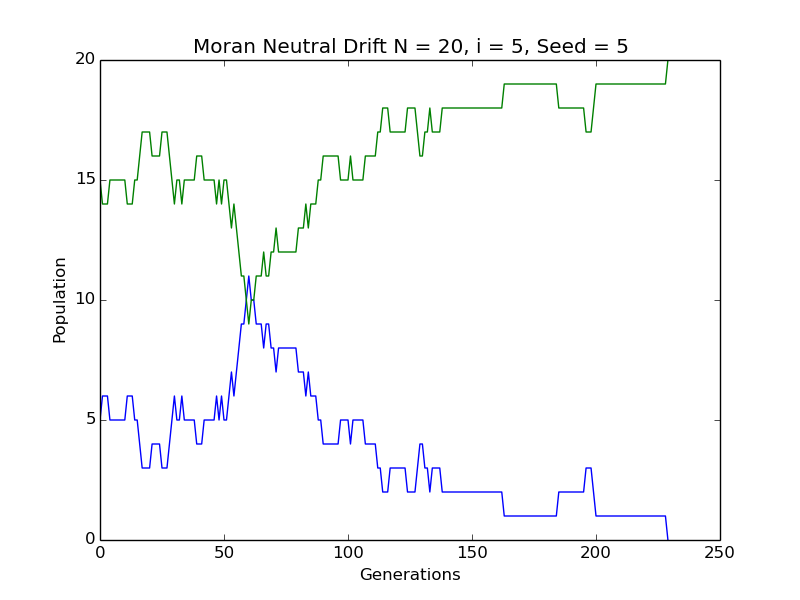 Moran Neutral Drift N = 20, i = 5, Seed = 5
20
15
10
5
0
Population
0 50 100 150 200 250
Generations